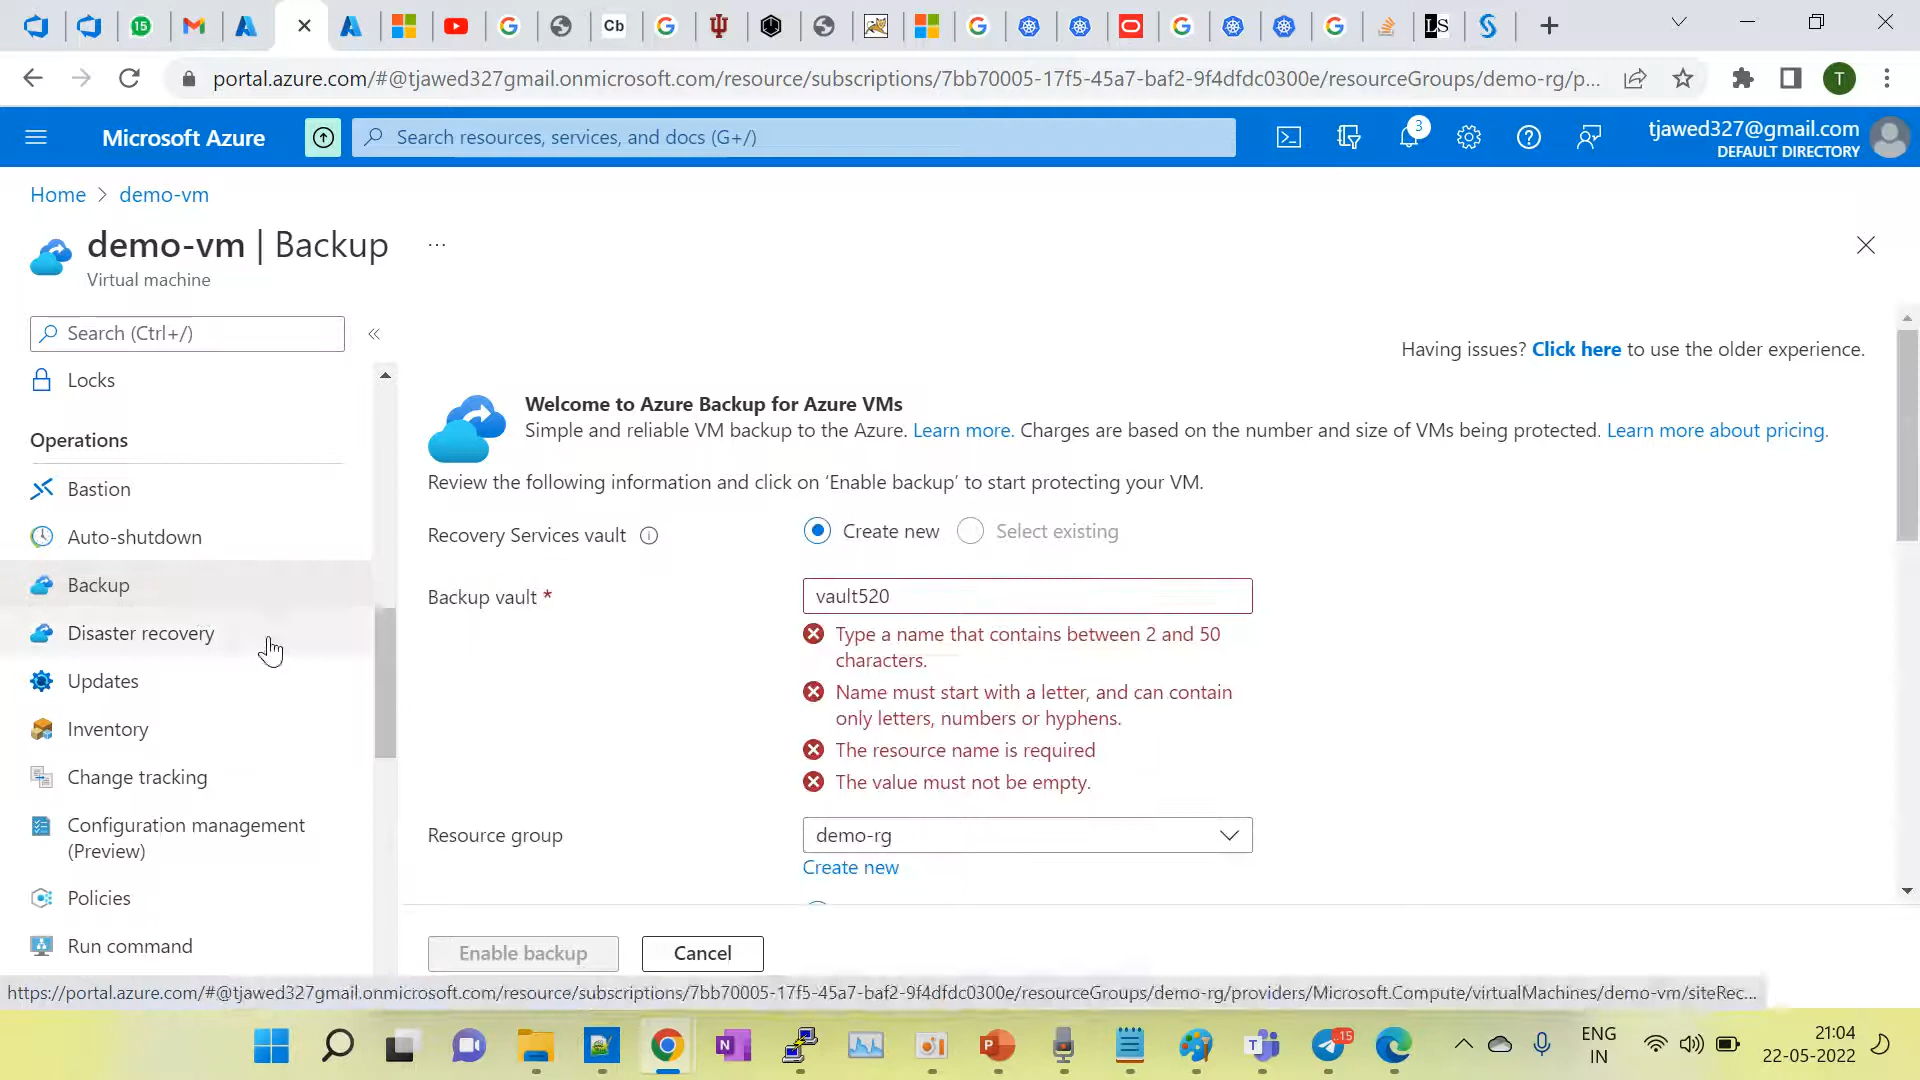 15
Cb
LS
portal.azure.com/#@tjawed327gmail.onmicrosoft.com/resource/subscriptions/7bb70005-17f5-45a7-baf2-9f4dfdc0300e/resourceGroups/demo-rg/p...
T
Microsoft Azure
Search resources, services, and docs (G+/)
3
tjawed327@gmail.com
DEFAULT DIRECTORY
Home > demo-vm
demo-vm | Backup ...
Virtual machine
Search (Ctrl+/)
«
Having issues? Click here to use the older experience.
Locks
Operations
Bastion
Auto-shutdown
Backup
Disaster recovery
Updates
Inventory
Change tracking
Configuration management
(Preview)
Policies
Run command
Welcome to Azure Backup for Azure VMs
Simple and reliable VM backup to the Azure. Learn more. Charges are based on the number and size of VMs being protected. Learn more about pricing.
Review the following information and click on 'Enable backup' to start protecting your VM.
Recovery Services vault
Create new
Select existing
Backup vault *
vault520
Type a name that contains between 2 and 50
characters.
Name must start with a letter, and can contain
only letters, numbers or hyphens.
The resource name is required
The value must not be empty.
Resource group
demo-rg
Create new
Enable backup
Cancel
https://portal.azure.com/#@tjawed327gmail.onmicrosoft.com/resource/subscriptions/7bb70005-17f5-45a7-baf2-9f4dfdc0300e/resourceGroups/demo-rg/providers/Microsoft.Compute/virtualMachines/demo-vm/siteRec...
15
ENG
IN
21:04
22-05-2022